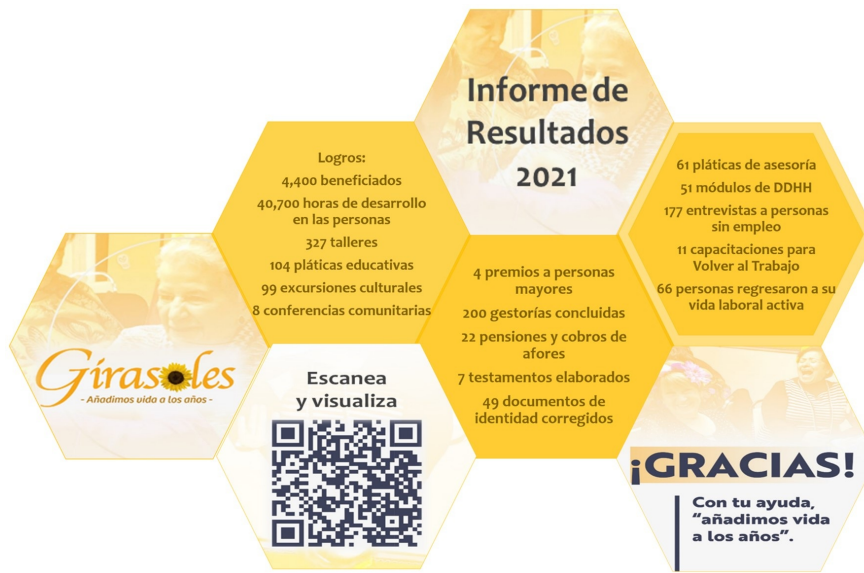 Informe de
Resultados
2021
Logros:
4,400 beneficiados
40,700 horas de desarrollo
en las personas
327 talleres
104 pláticas educativas
99 excursiones culturales
8 conferencias comunitarias
4 premios a personas
mayores
200 gestorías concluidas
22 pensiones y cobros de
afores
7 testamentos elaborados
49 documentos de
identidad corregidos
61 pláticas de asesoría
51 módulos de DDHH
177 entrevistas a personas
sin empleo
11 capacitaciones para
Volver al Trabajo
66 personas regresaron a su
vida laboral activa
Girasoles
- Añadimos vida a los años -
Escanea
y visualiza
¡GRACIAS!
Con tu ayuda,
“añadimos vida
a los años”.